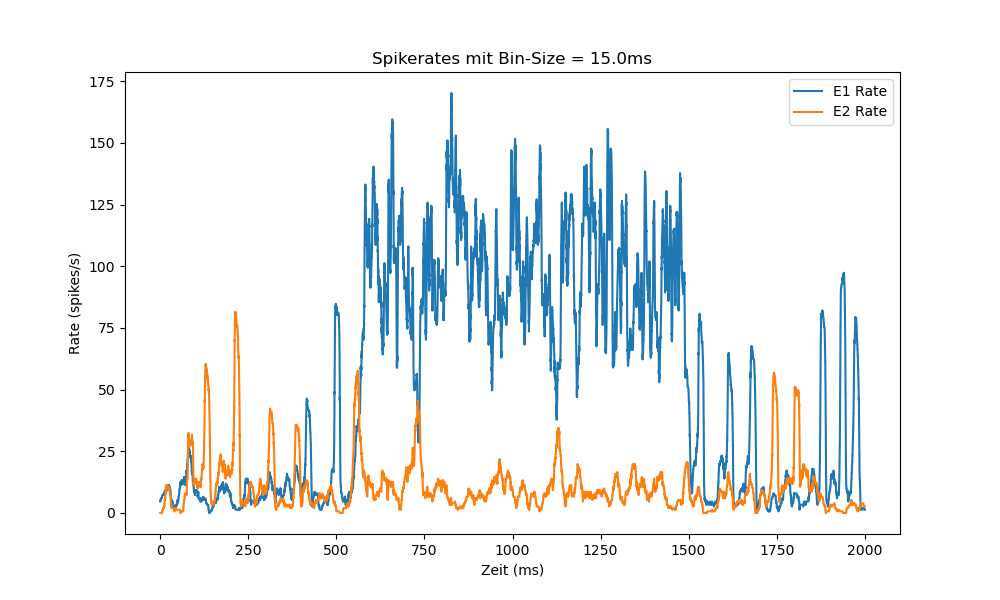 Spikerates mit Bin-Size = 15.0ms
E1 Rate
E2 Rate
175
150
125
100
75
50
25
0
Rate (spikes/s)
0 250 500 750 1000 1250 1500 1750 2000
Zeit (ms)